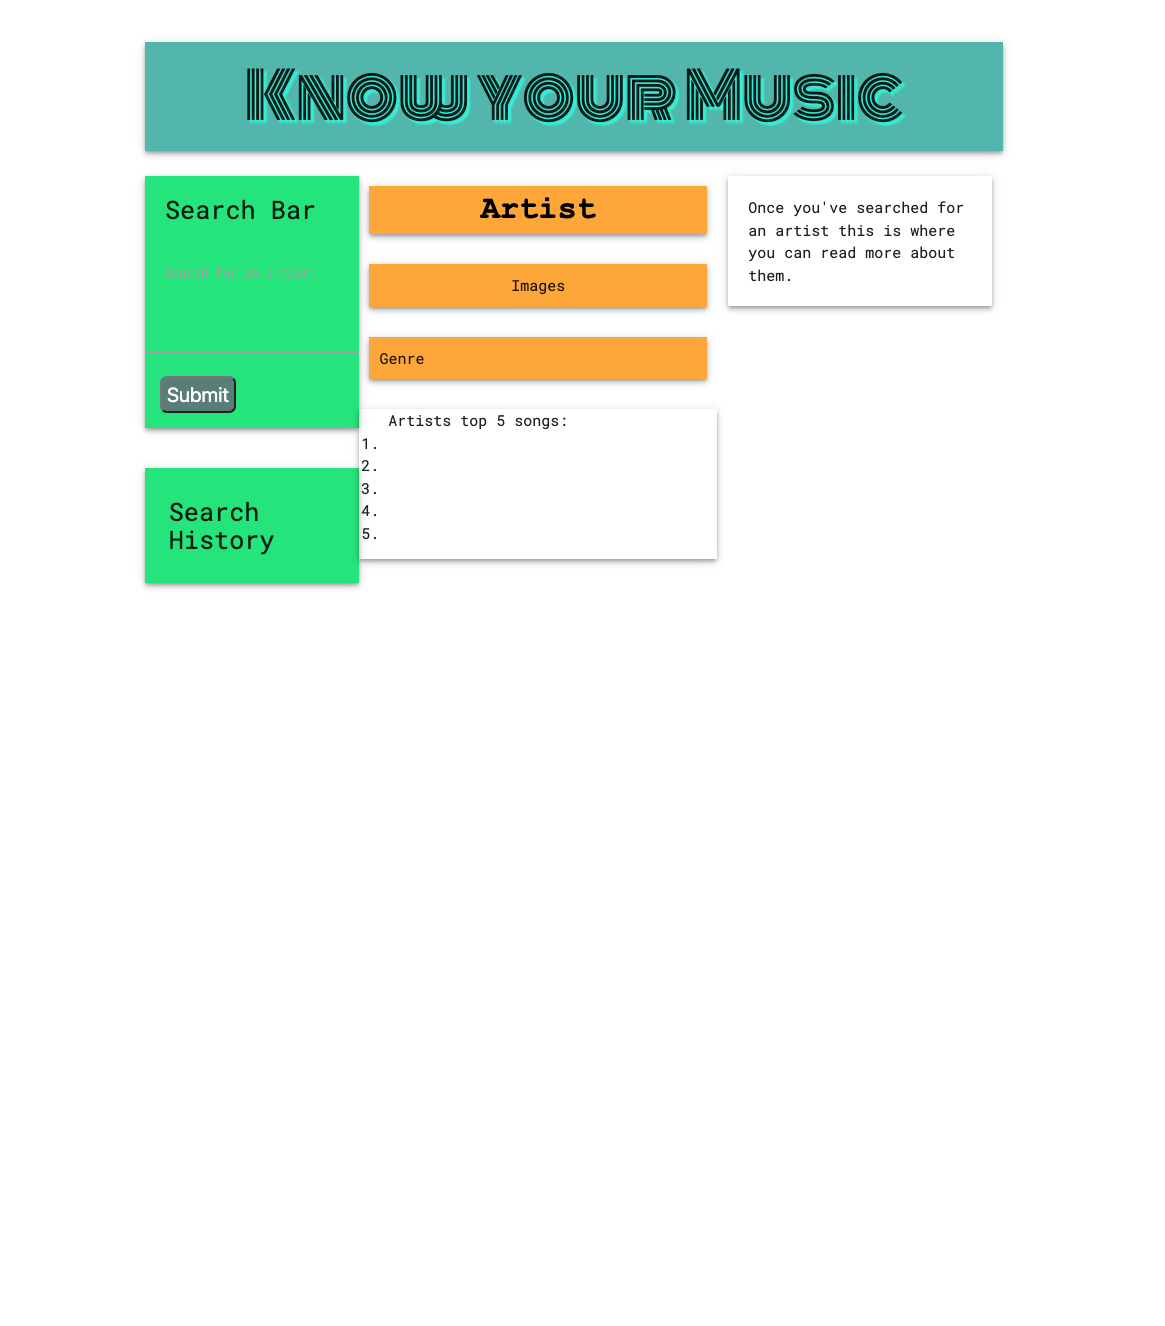 Know your Music
Search Bar
Search for an artist:
Submit
Search
History
Artist
Images
Genre
Artists top 5 songs:
1.
2.
3.
4.
5.
Once you've searched for
an artist this is where
you can read more about
them.